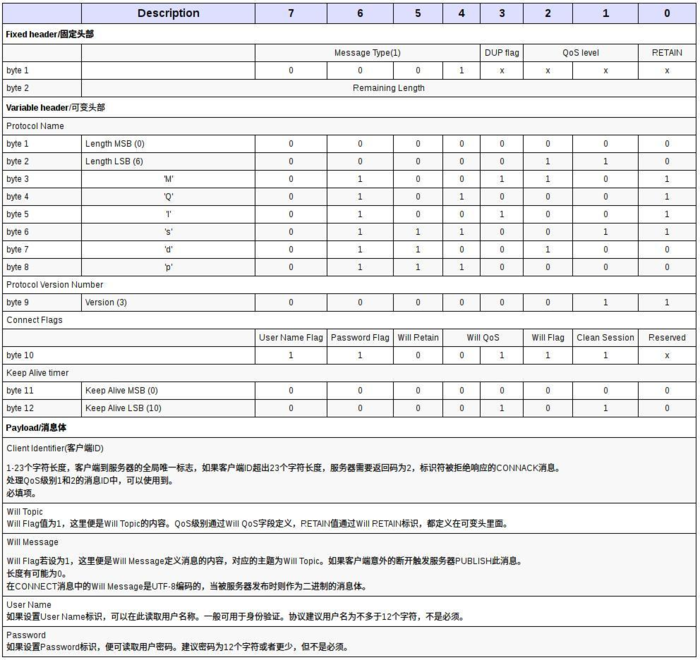 Description 7 6 5 4 3 2 1 0
Fixed header/固定头部
Message Type(1) DUP flag QoS level RETAIN
byte 1 0 0 0 1 x x x x
byte 2 Remaining Length
Variable header/可变头部
Protocol Name
byte 1 Length MSB (0) 0 0 0 0 0 0 0 0
byte 2 Length LSB (6) 0 0 0 0 0 1 1 0
byte 3 'M' 0 1 0 0 1 1 0 1
byte 4 'Q' 0 1 0 1 0 0 0 1
byte 5 'I' 0 1 0 0 1 0 0 1
byte 6 's' 0 1 1 1 0 0 1 1
byte 7 'd' 0 1 1 0 0 1 0 0
byte 8 'p' 0 1 1 1 0 0 0 0
Protocol Version Number
byte 9 Version (3) 0 0 0 0 0 0 1 1
Connect Flags
User Name Flag Password Flag Will Retain Will QoS Will Flag Clean Session Reserved
byte 10 1 1 0 0 1 1 1 x
Keep Alive timer
byte 11 Keep Alive MSB (0) 0 0 0 0 0 0 0 0
byte 12 Keep Alive LSB (10) 0 0 0 0 1 0 1 0
Payload/消息体
Client Identifier(客户端ID)
1-23个字符长度，客户端到服务器的全局唯一标志，如果客户端ID超出23个字符长度，服务器需要返回码为2，标识符被拒绝响应的CONNACK消息。
处理QoS级别1和2的消息ID中，可以使用到。
必填项。
Will Topic
Will Flag值为1，这里便是Will Topic的内容。QoS级别通过Will QoS字段定义，RETAIN值通过Will RETAIN标识，都定义在可变头里面。
Will Message
Will Flag若设为1，这里便是Will Message定义消息的内容，对应的主题为Will Topic。如果客户端意外的断开触发服务器PUBLISH此消息。
长度有可能为0。
在CONNECT消息中的Will Message是UTF-8编码的，当被服务器发布时则作为二进制的消息体。
User Name
如果设置User Name标识，可以在此读取用户名称。一般可用于身份验证。协议建议用户名为不多于12个字符，不是必须。
Password
如果设置Password标识，便可读取用户密码。建议密码为12个字符或者更少，但不是必须。